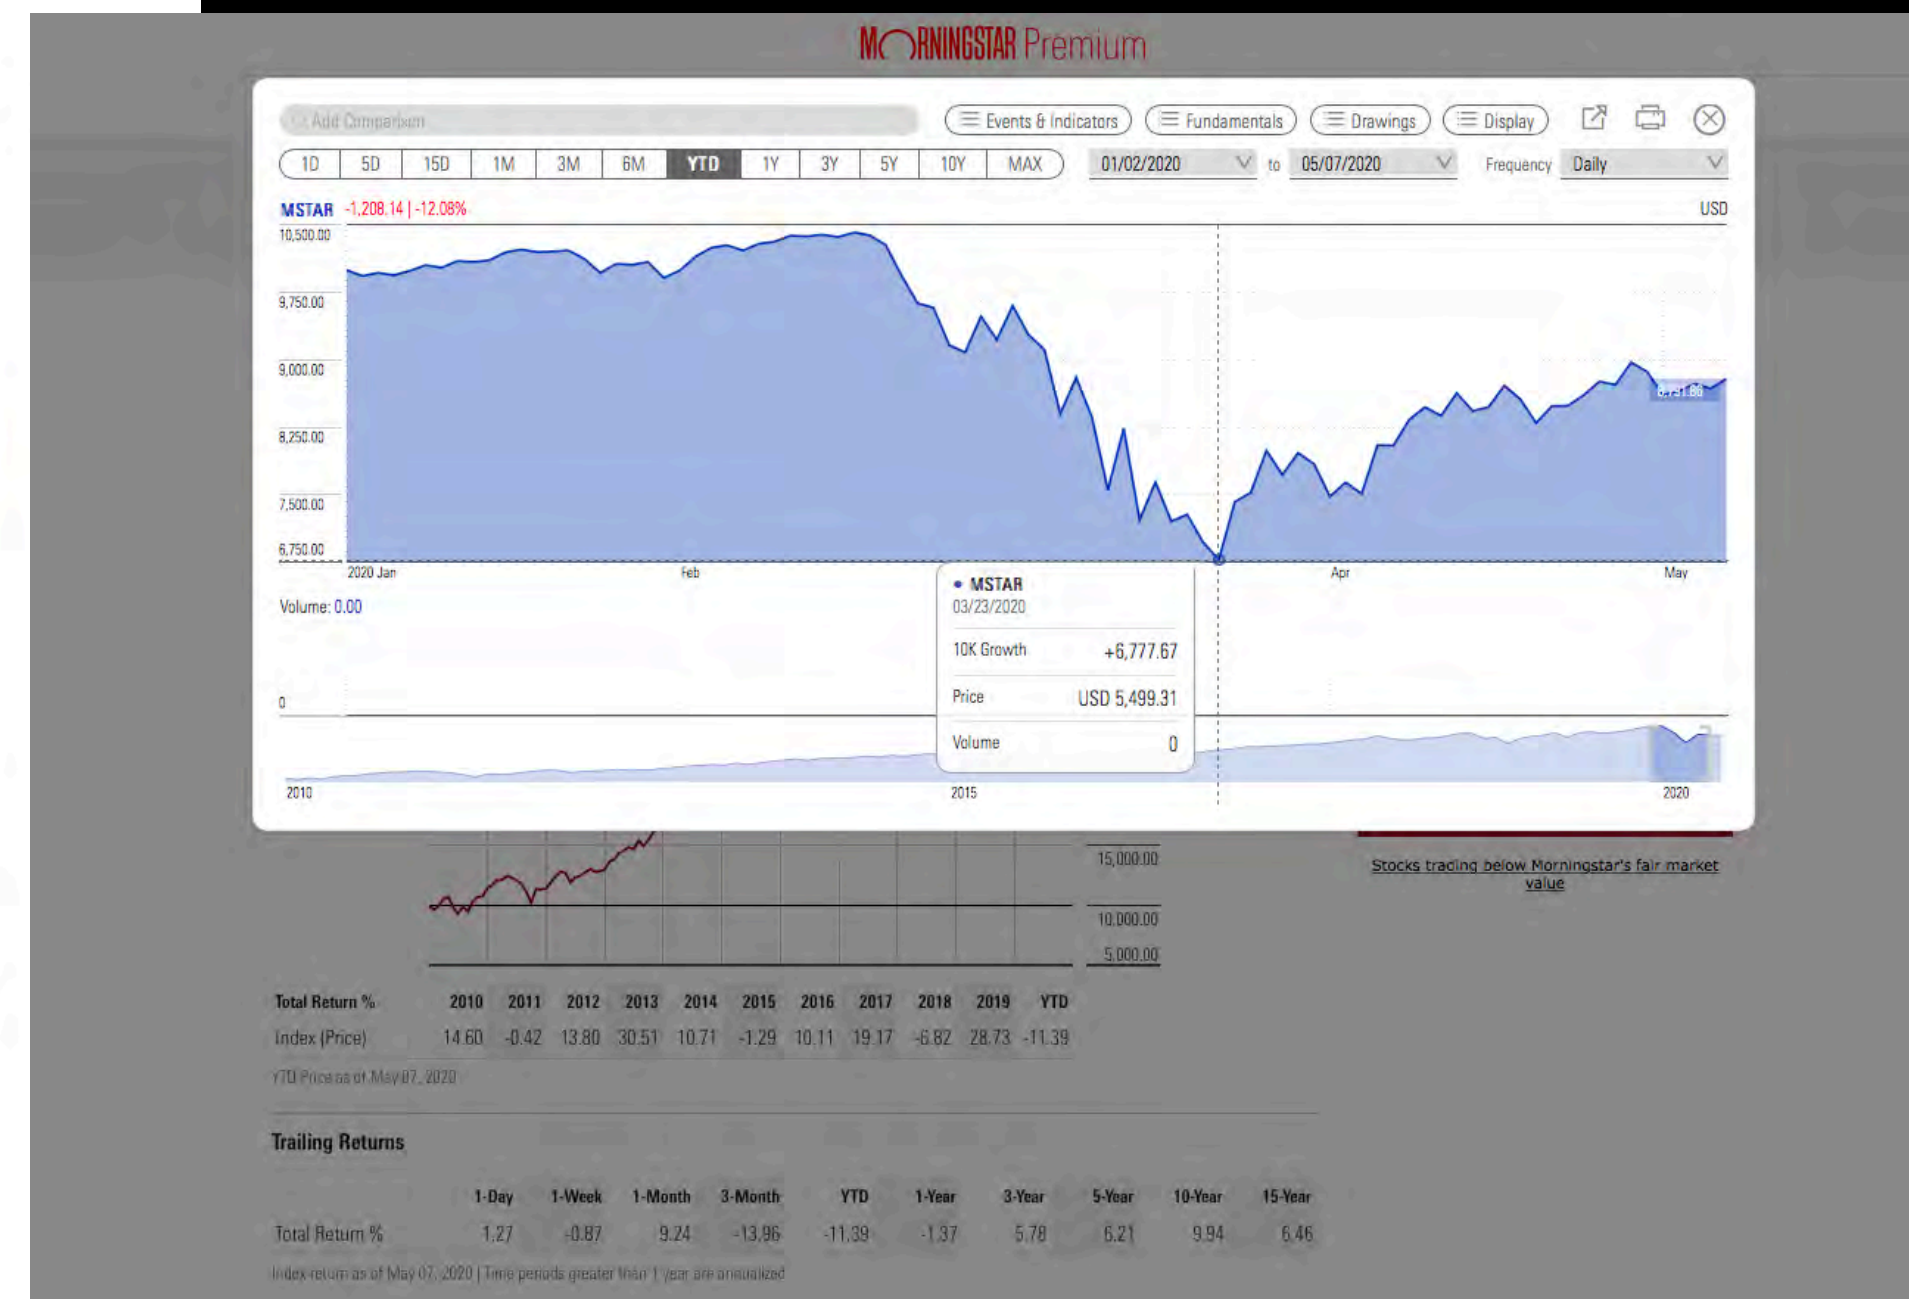 MORNINGSTAR Premium
Add Comparison
Events & Indicators
Fundamentals
Drawings
Display
1D 5D 15D 1M 3M 6M YTD 1Y 3Y 5Y 10Y MAX
01/02/2020 to 05/07/2020
Frequency Daily
MSTAR -1,208.14 | -12.08%
USD
10,500.00
9,750.00
9,000.00
8,250.00
7,500.00
6,750.00
2020 Jan Feb Apr May
MSTAR
03/23/2020
10K Growth +6,777.67
Price USD 5,499.31
Volume 0
Volume: 0.00
0
2010 2015 2020
15,000.00
10,000.00
5,000.00
Stocks trading below Morningstar's fair market
value
Total Return % 2010 2011 2012 2013 2014 2015 2016 2017 2018 2019 YTD
Index (Price) 14.60 -0.42 13.80 30.51 10.71 -1.29 10.11 19.17 -6.82 28.73 -11.39
YTD Price as of May 07, 2020
Trailing Returns
1-Day 1-Week 1-Month 3-Month YTD 1-Year 3-Year 5-Year 10-Year 15-Year
Total Return % 1.27 -0.87 9.24 -13.96 -11.39 -1.37 5.78 6.21 9.94 6.46
Index return as of May 07, 2020 | Time periods greater than 1 year are annualized